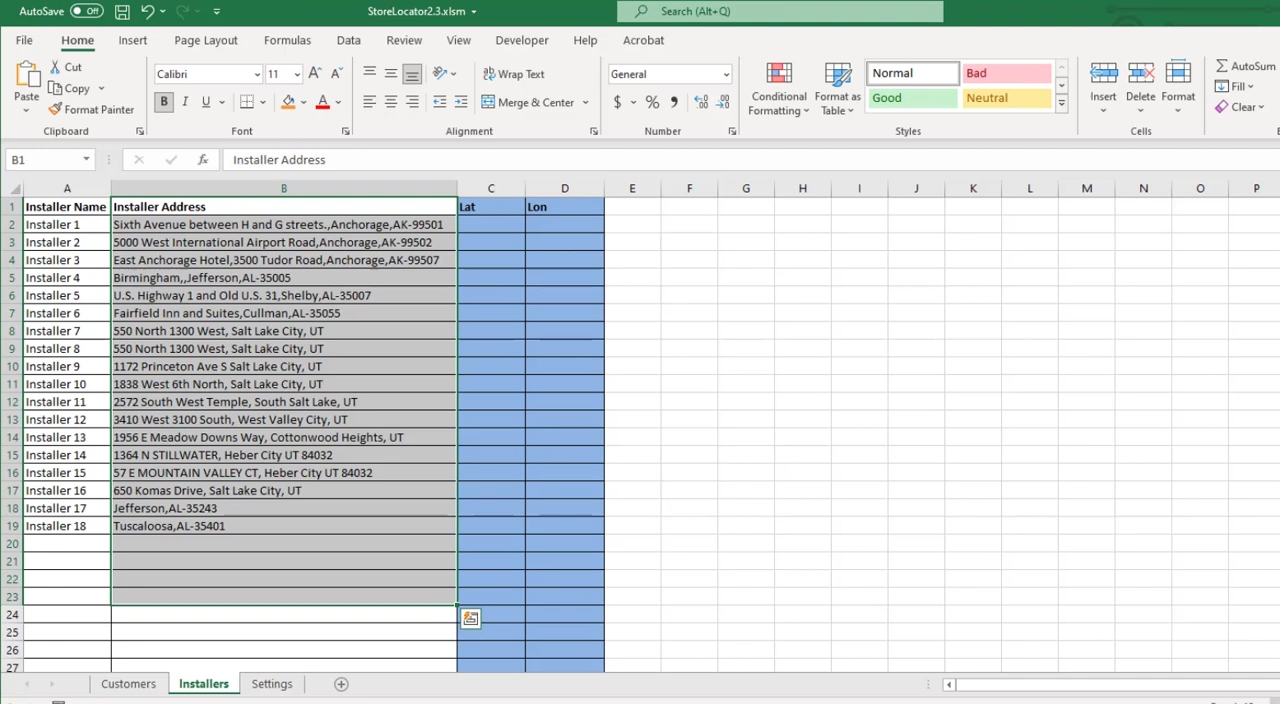 AutoSave Off StoreLocator2.3.xlsm Search (Alt+Q)
File Home Insert Page Layout Formulas Data Review View Developer Help Acrobat
Paste
Cut
Copy
Format Painter
Clipboard
Calibri 11
B I U
Font
Wrap Text
Merge & Center
Alignment
General
$ % 9
Number
Conditional Formatting
Format as Table
Normal Bad
Good Neutral
Styles
Insert Delete Format
Cells
AutoSum
Fill
Clear
B1 fx Installer Address
A B C D E F G H I J K L M N O P
1 Installer Name Installer Address Lat Lon
2 Installer 1 Sixth Avenue between H and G streets.,Anchorage,AK-99501
3 Installer 2 5000 West International Airport Road,Anchorage,AK-99502
4 Installer 3 East Anchorage Hotel,3500 Tudor Road,Anchorage,AK-99507
5 Installer 4 Birmingham,,Jefferson,AL-35005
6 Installer 5 U.S. Highway 1 and Old U.S. 31,Shelby,AL-35007
7 Installer 6 Fairfield Inn and Suites,Cullman,AL-35055
8 Installer 7 550 North 1300 West, Salt Lake City, UT
9 Installer 8 550 North 1300 West, Salt Lake City, UT
10 Installer 9 1172 Princeton Ave S Salt Lake City, UT
11 Installer 10 1838 West 6th North, Salt Lake City, UT
12 Installer 11 2572 South West Temple, South Salt Lake, UT
13 Installer 12 3410 West 3100 South, West Valley City, UT
14 Installer 13 1956 E Meadow Downs Way, Cottonwood Heights, UT
15 Installer 14 1364 N STILLWATER, Heber City UT 84032
16 Installer 15 57 E MOUNTAIN VALLEY CT, Heber City UT 84032
17 Installer 16 650 Komas Drive, Salt Lake City, UT
18 Installer 17 Jefferson,AL-35243
19 Installer 18 Tuscaloosa,AL-35401
20
21
22
23
24
25
26
27
Customers Installers Settings